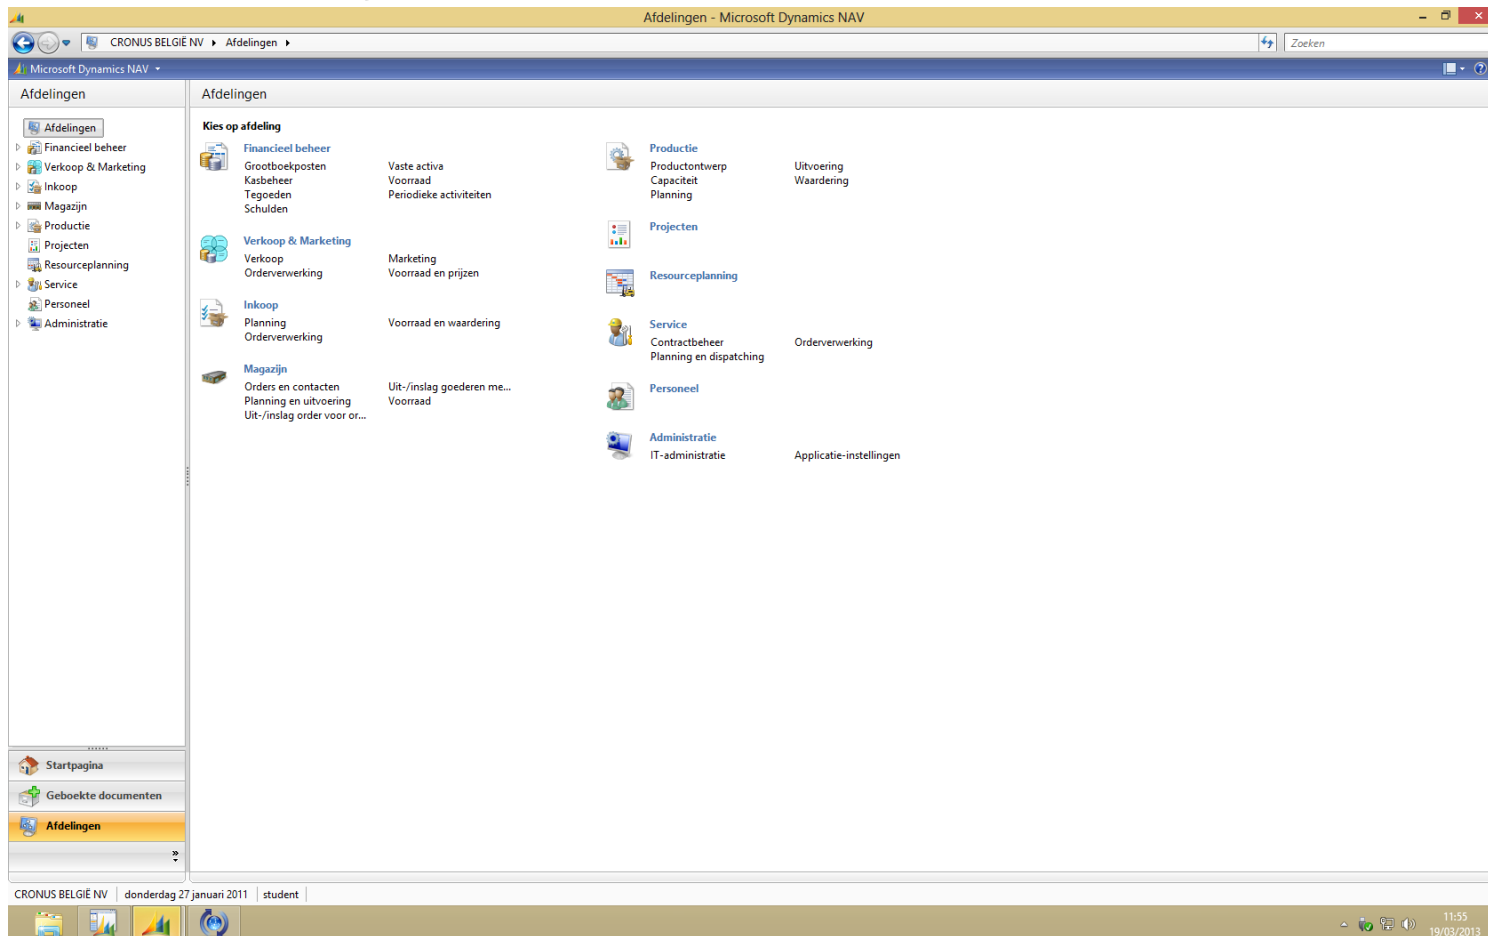 Afdelingen - Microsoft Dynamics NAV
CRONUS BELGIË NV Afdelingen
Zoeken
Microsoft Dynamics NAV
Afdelingen
Afdelingen
Financieel beheer
Verkoop & Marketing
Inkoop
Magazijn
Productie
Projecten
Resourceplanning
Service
Personeel
Administratie
Startpagina
Geboekte documenten
Afdelingen
Afdelingen
Kies op afdeling
Financieel beheer
Grootboekposten Vaste activa
Kasbeheer Voorraad
Tegoeden Periodieke activiteiten
Schulden
Verkoop & Marketing
Verkoop Marketing
Orderverwerking Voorraad en prijzen
Inkoop
Planning Voorraad en waardering
Orderverwerking
Magazijn
Orders en contacten Uit-/inslag goederen me...
Planning en uitvoering Voorraad
Uit-/inslag order voor or...
Productie
Productontwerp Uitvoering
Capaciteit Waardering
Planning
Projecten
Resourceplanning
Service
Contractbeheer Orderverwerking
Planning en dispatching
Personeel
Administratie
IT-administratie Applicatie-instellingen
CRONUS BELGIË NV donderdag 27 januari 2011 student
11:55
19/03/2013